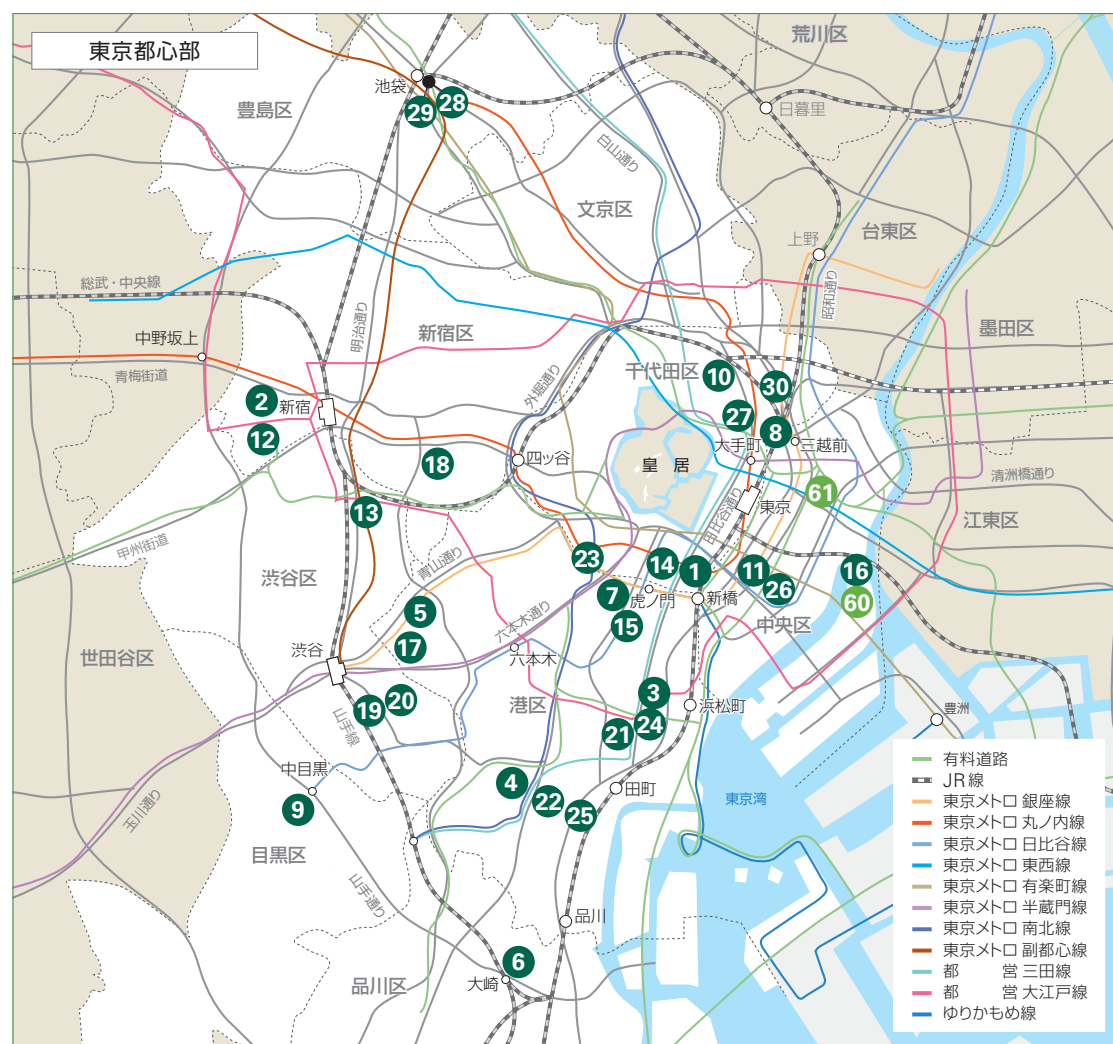 東京都心部
荒川区
池袋
28
29
豊島区
日暮里
白山通り
文京区
台東区
上野
昭和通り
総武・中央線
明治通り
新宿区
墨田区
中野坂上
青梅街道
外堀通り
千代田区
10
30
2
新宿
27
8
三越前
12
大手町
18
四ッ谷
皇居
清洲橋通り
61
日比谷通り
東京
13
江東区
甲州街道
青山通り
23
14
1
11
16
渋谷区
7
虎ノ門
新橋
26
60
5
15
中央区
六本木通り
17
渋谷
六本木
世田谷区
3
20
19
港区
浜松町
24
豊洲
山手線
21
中目黒
4
田町
東京湾
9
22
25
玉川通り
目黒区
山手通り
品川
6
大崎
品川区
有料道路
JR線
東京メトロ 銀座線
東京メトロ 丸ノ内線
東京メトロ 日比谷線
東京メトロ 東西線
東京メトロ 有楽町線
東京メトロ 半蔵門線
東京メトロ 南北線
東京メトロ 副都心線
都 営 三田線
都 営 大江戸線
ゆりかもめ線